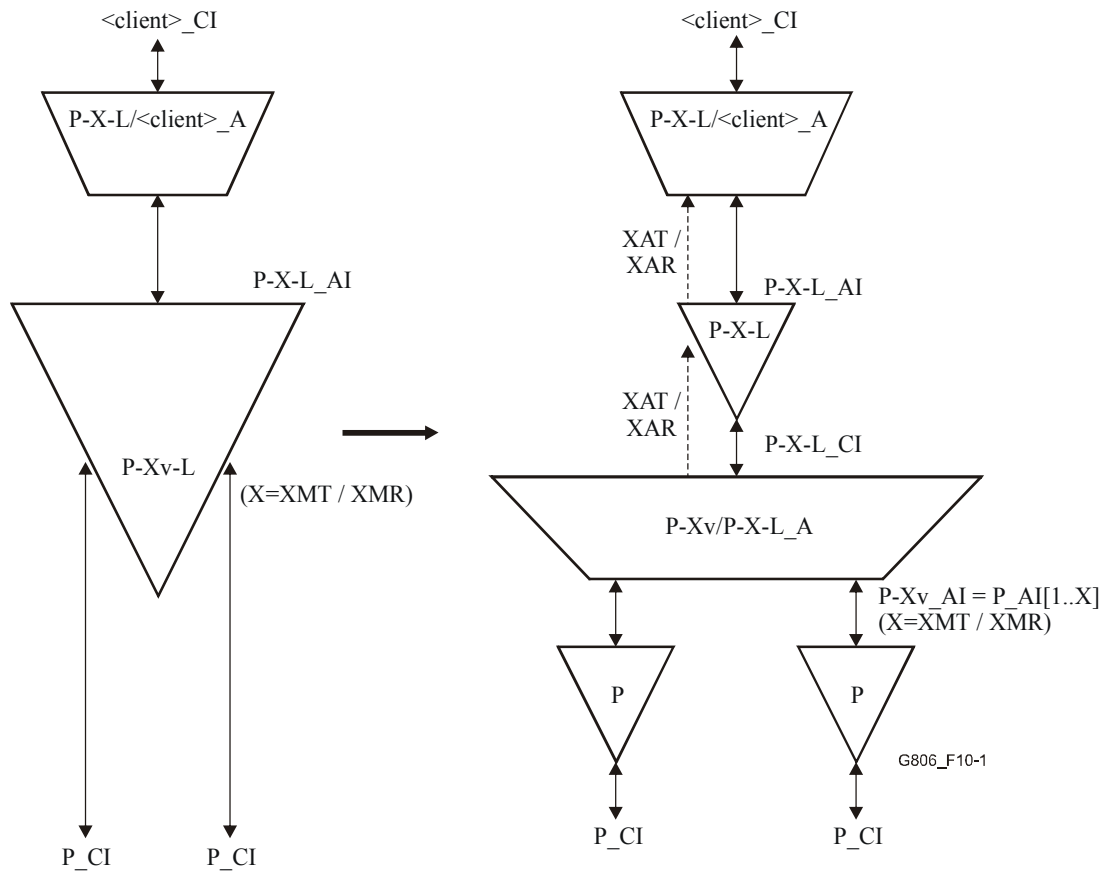 <client>_CI
P-X-L/<client>_A
P-X-L_AI
P-Xv-L
(X=XMT / XMR)
P_CI
P_CI
<client>_CI
P-X-L/<client>_A
XAT /
XAR
P-X-L_AI
P-X-L
XAT /
XAR
P-X-L_CI
P-Xv/P-X-L_A
P-Xv_AI = P_AI[1..X]
(X=XMT / XMR)
P
P
G806_F10-1
P_CI
P_CI